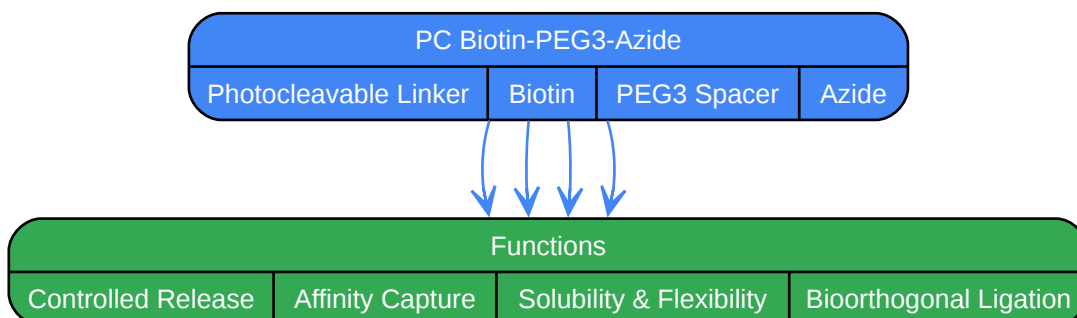 PC Biotin-PEG3-Azide
Photocleavable Linker Biotin PEG3 Spacer Azide
Functions
Controlled Release Affinity Capture Solubility & Flexibility Bioorthogonal Ligation